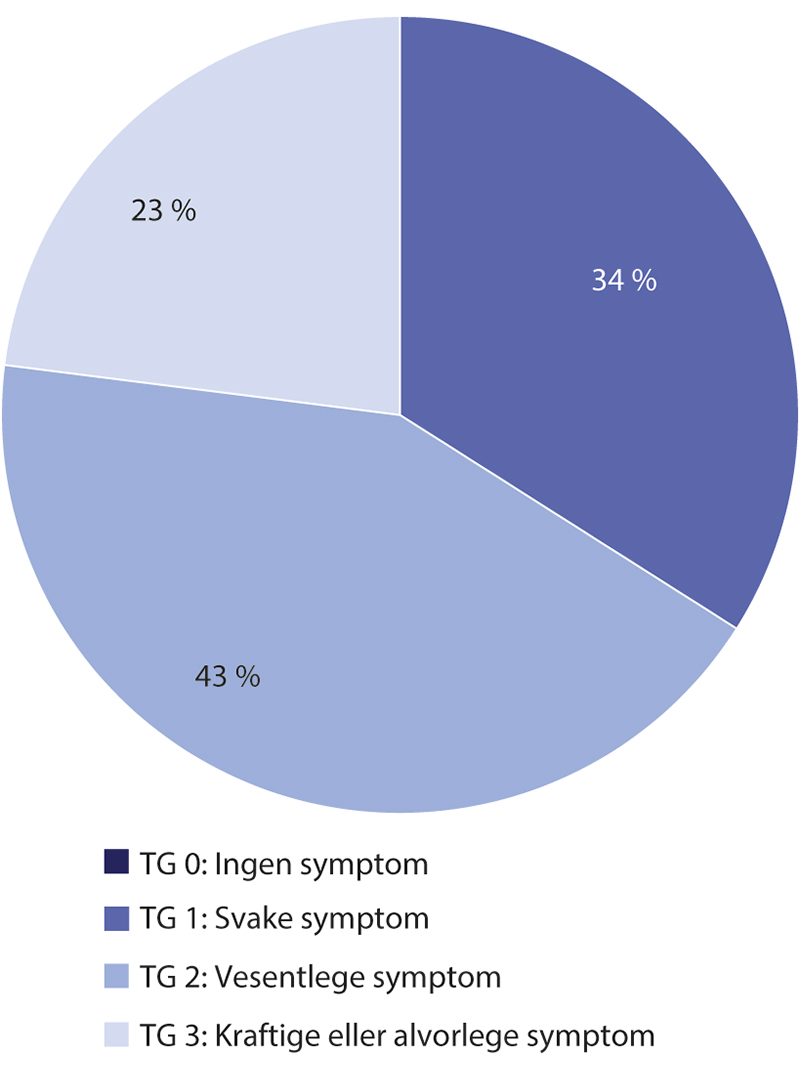 23 %
34 %
43 %
TG 0: Ingen symptom
TG 1: Svake symptom
TG 2: Vesentlege symptom
TG 3: Kraftige eller alvorlege symptom